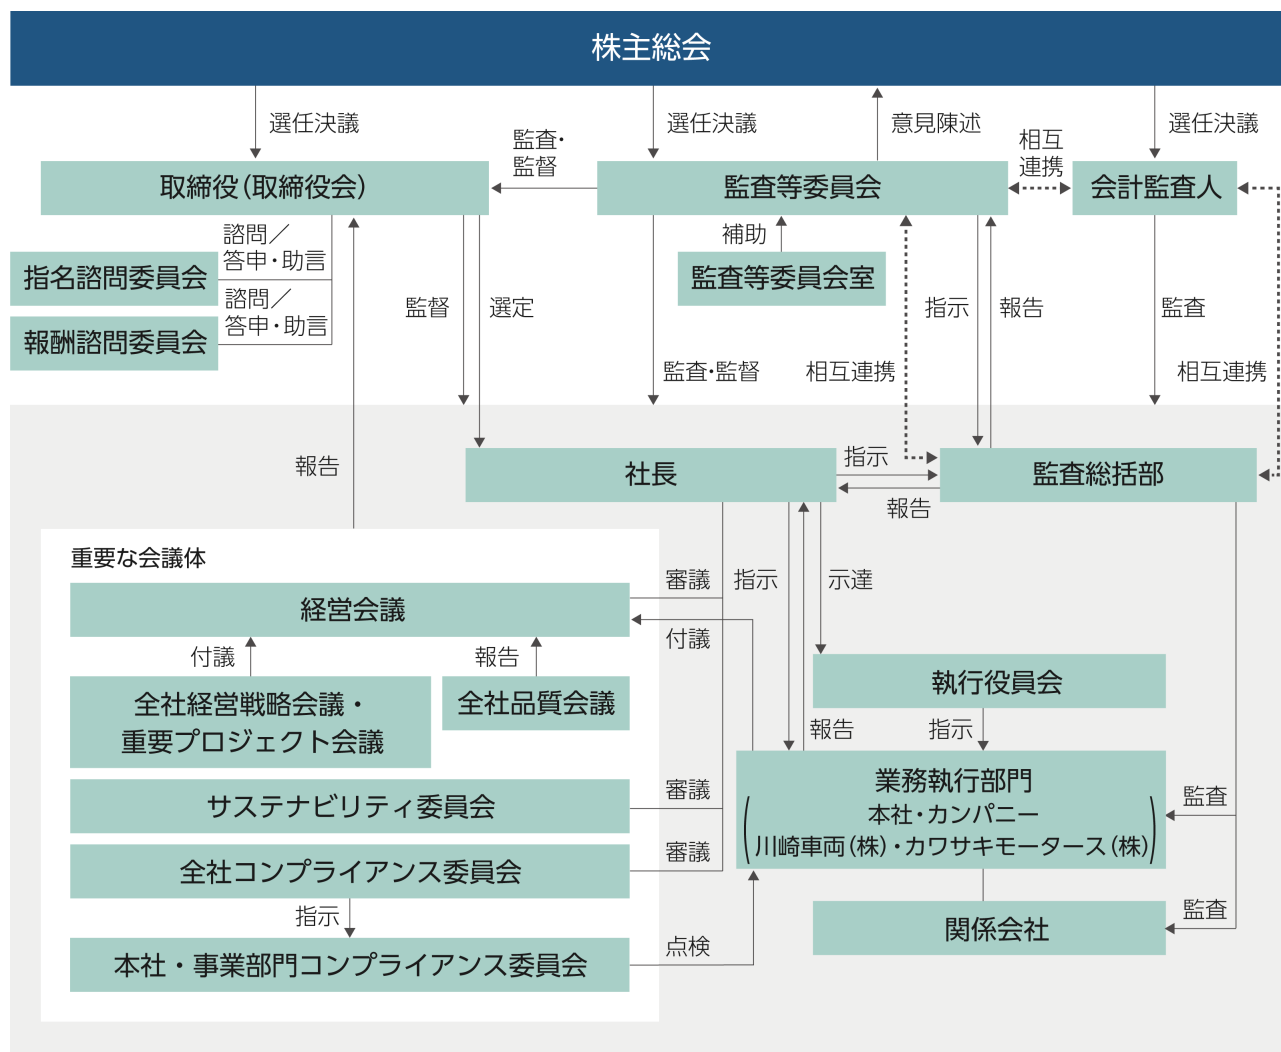 株主総会
選任決議
選任決議
意見陳述
選任決議
監査・
監督
相互
連携
取締役（取締役会）
監査等委員会
会計監査人
諮問／
答申・助言
補助
指名諮問委員会
監査等委員会室
諮問／
答申・助言
報酬諮問委員会
監督
選定
指示
報告
監査
監査・監督
相互連携
相互連携
報告
社長
指示
報告
監査総括部
重要な会議体
経営会議
審議
指示
示達
付議
付議
報告
全社経営戦略会議・
重要プロジェクト会議
全社品質会議
執行役員会
報告
指示
サステナビリティ委員会
審議
業務執行部門
本社・カンパニー
川崎車両（株）・カワサキモータース（株）
監査
全社コンプライアンス委員会
審議
指示
関係会社
監査
本社・事業部門コンプライアンス委員会
点検